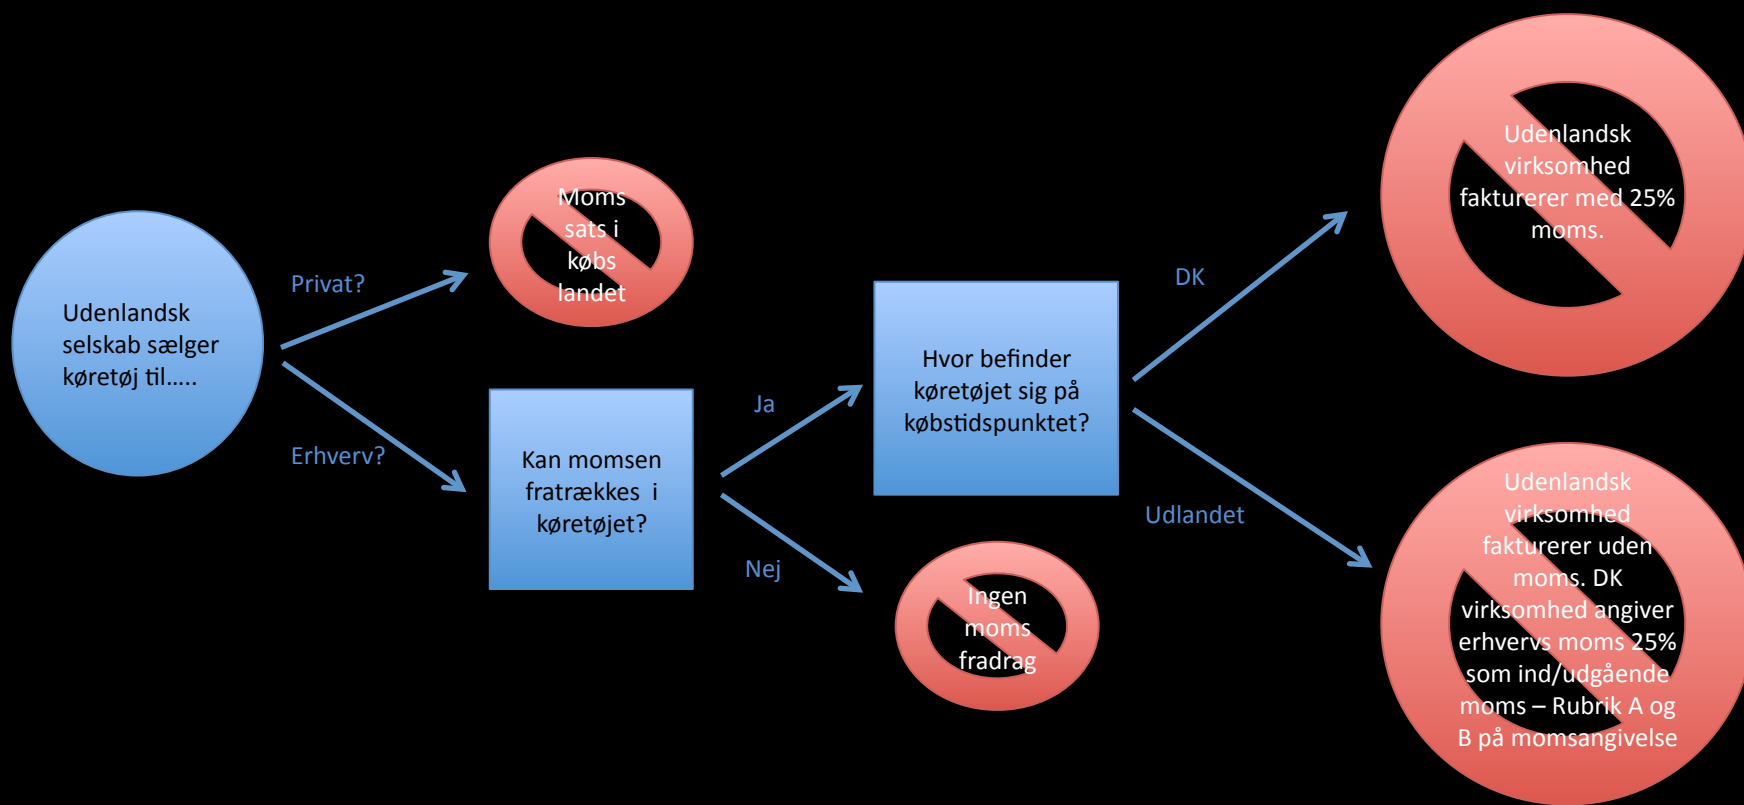 Udenlandsk
selskab sælger
køretøj til.....
Privat?
Erhverv?
Moms
sats i
købs
landet
Kan momsen
fratrækkes i
køretøjet?
Ja
Nej
Hvor befinder
køretøjet sig på
købstidspunktet?
Ingen
moms
fradrag
DK
Udlandet
Udenlandsk
virksomhed
fakturerer med 25%
moms.
Udenlandsk
virksomhed
fakturerer uden
moms. DK
virksomhed angiver
erhvervs moms 25%
som ind/udgående
moms – Rubrik A og
B på momsangivelse